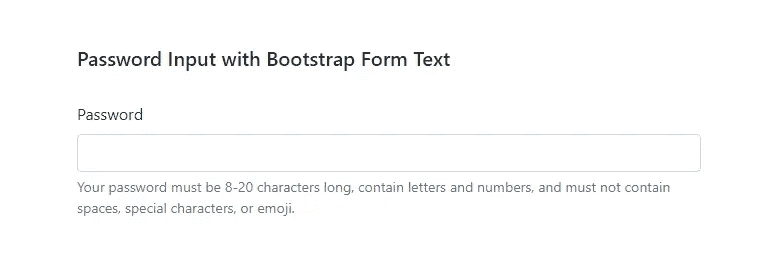 Password Input with Bootstrap Form Text
Password
Your password must be 8-20 characters long, contain letters and numbers, and must not contain
spaces, special characters, or emoji.